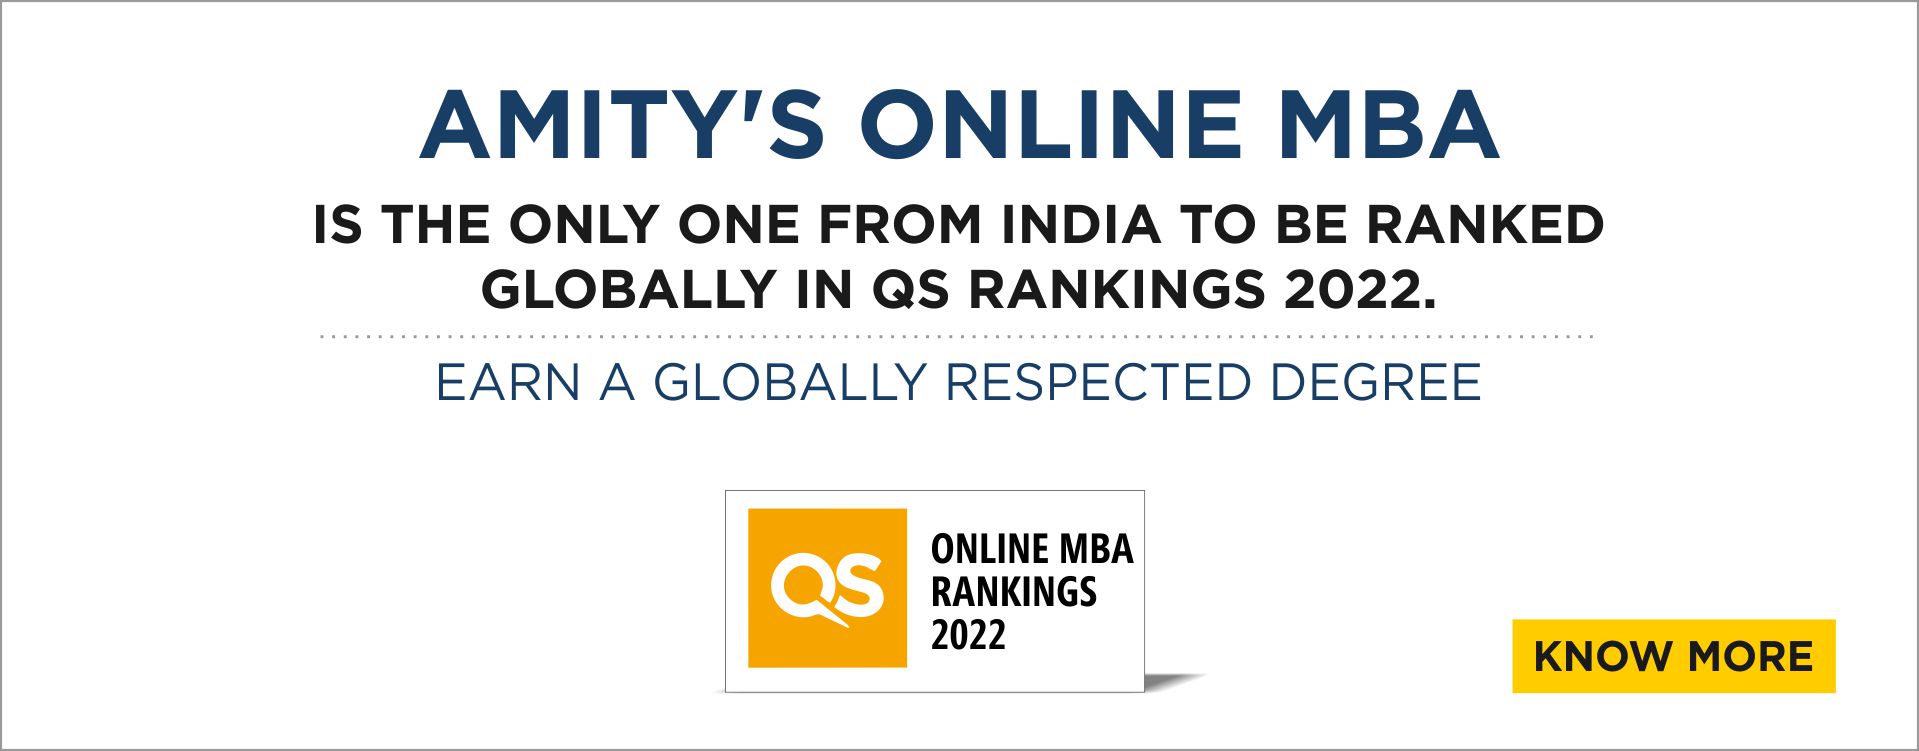 AMITY'S ONLINE MBA
IS THE ONLY ONE FROM INDIA TO BE RANKED
GLOBALLY IN QS RANKINGS 2022.
EARN A GLOBALLY RESPECTED DEGREE
QS
ONLINE MBA
RANKINGS
2022
KNOW MORE